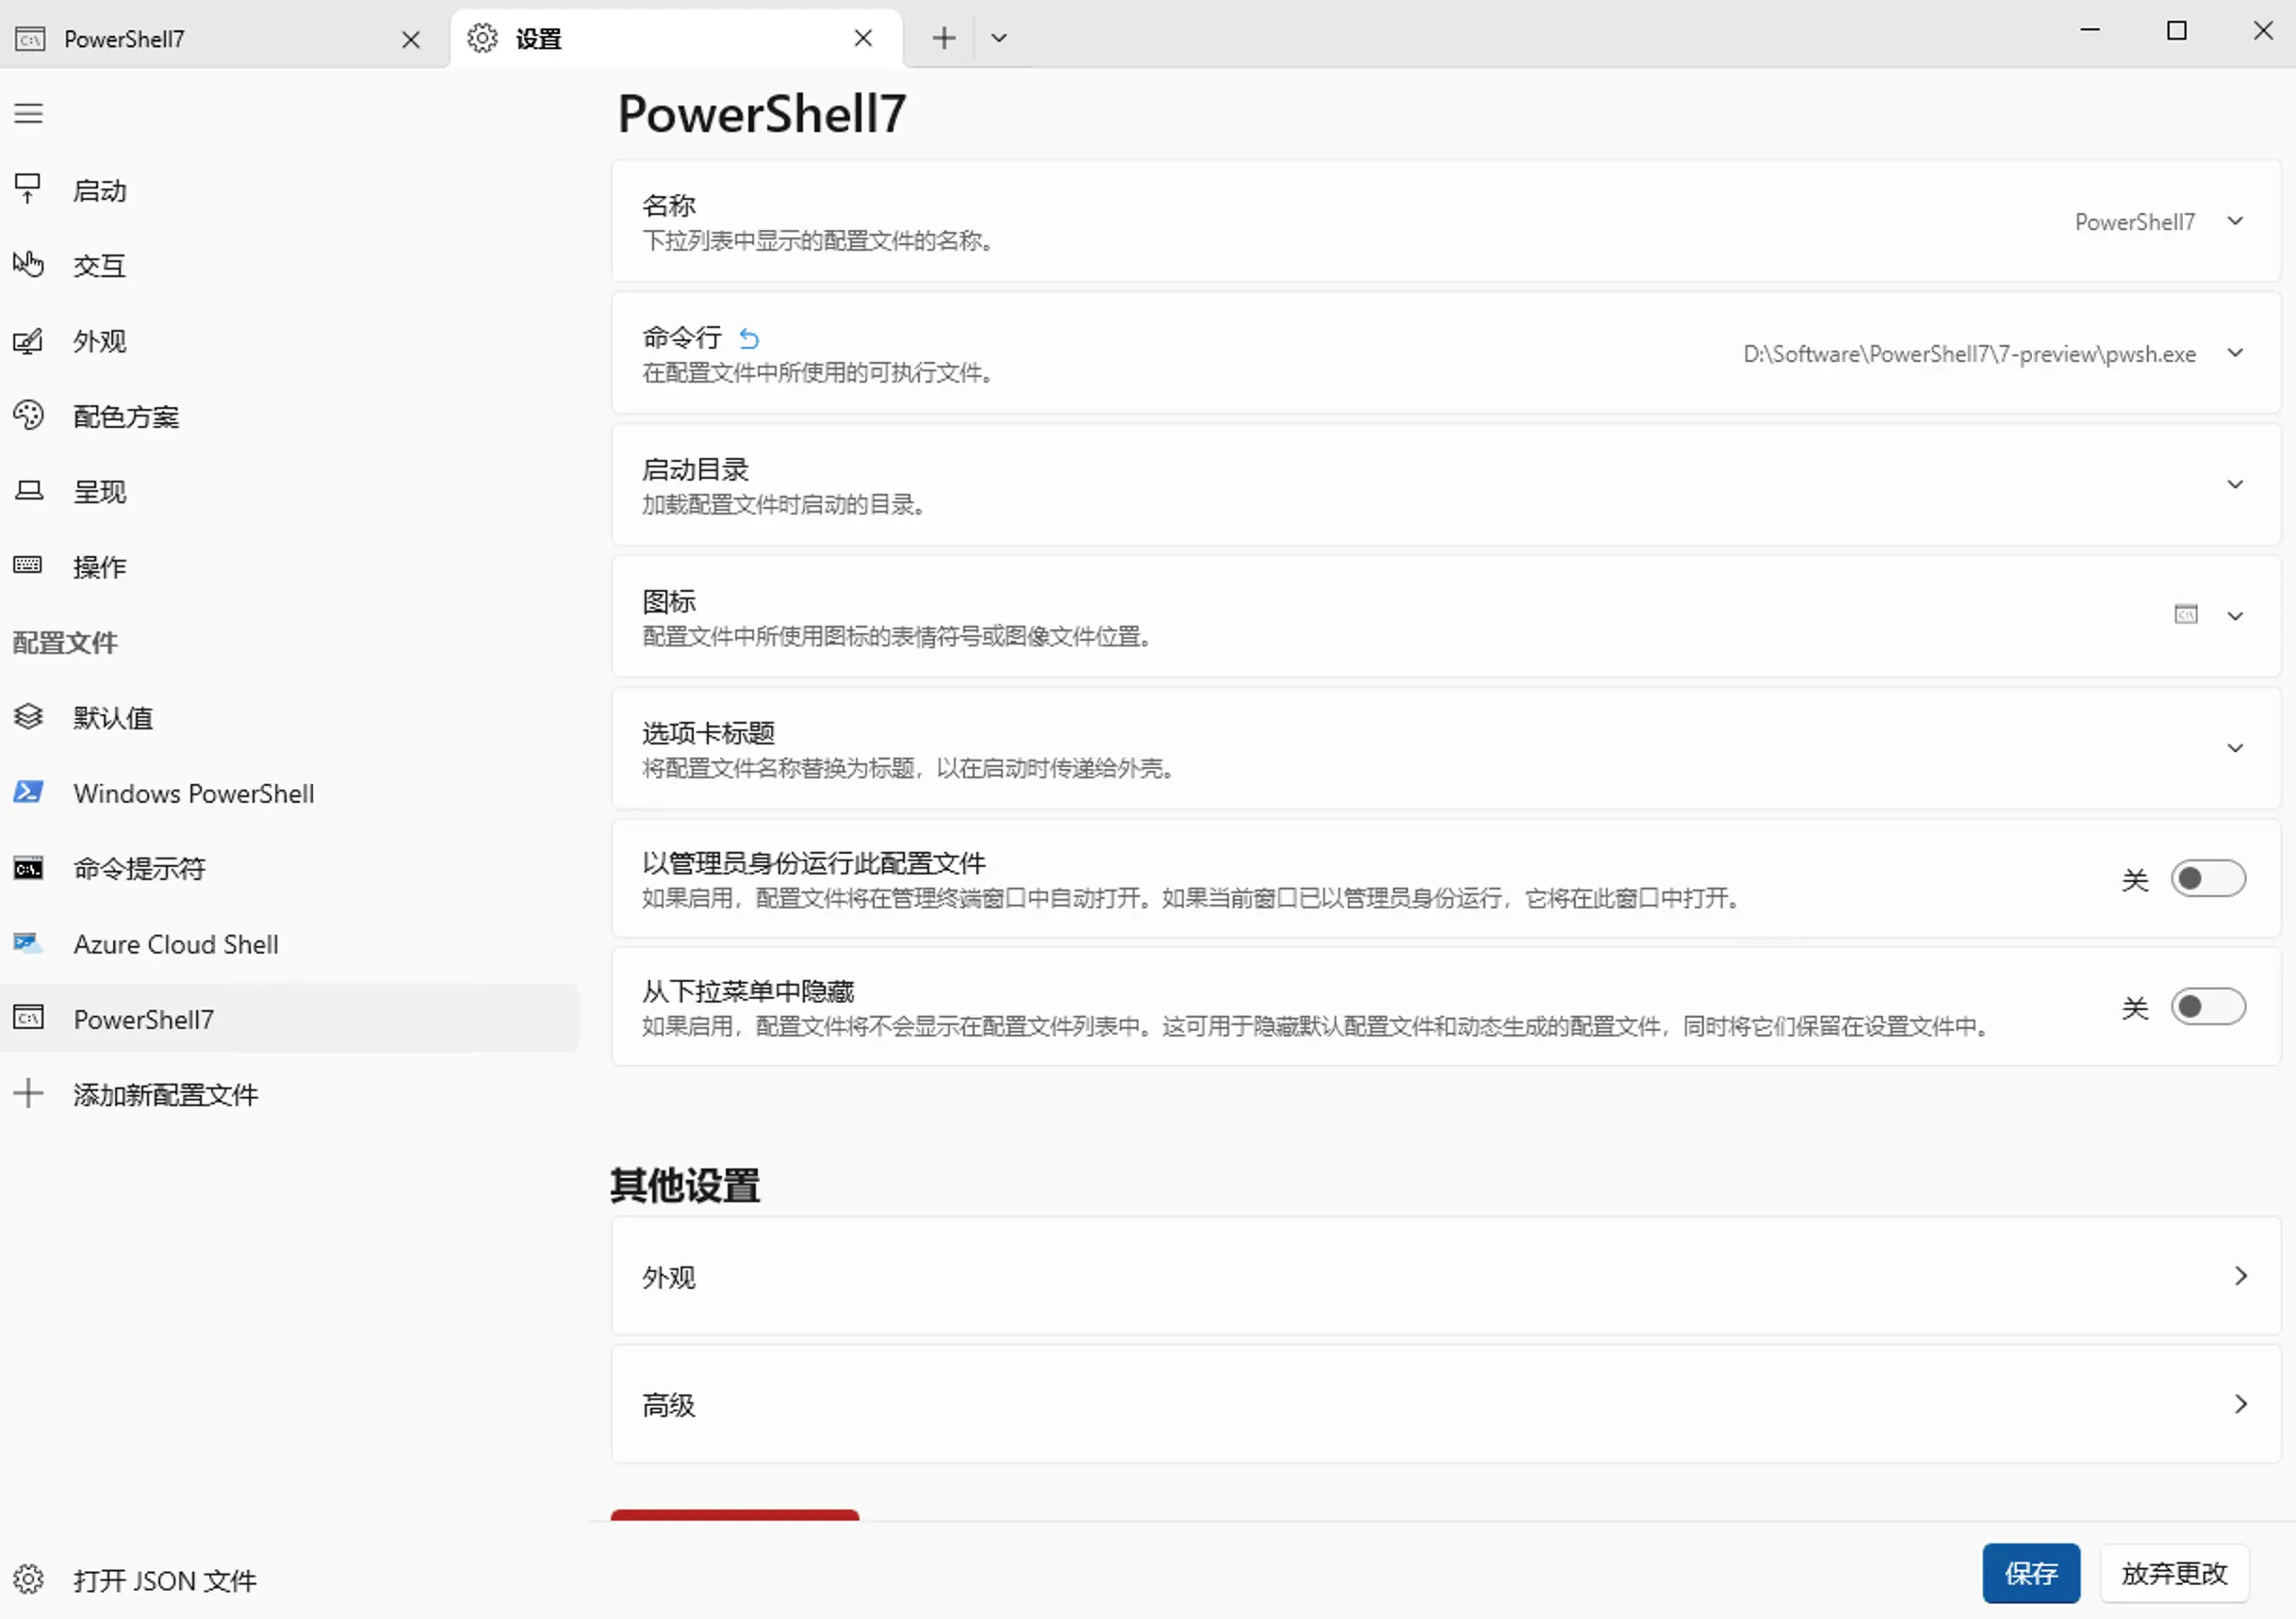 PowerShell7
设置
启动
交互
外观
配色方案
呈现
操作
配置文件
默认值
Windows PowerShell
命令提示符
Azure Cloud Shell
PowerShell7
添加新配置文件
打开 JSON 文件
PowerShell7
名称
下拉列表中显示的配置文件的名称。
PowerShell7
命令行
在配置文件中所使用的可执行文件。
D:\Software\PowerShell7\7-preview\pwsh.exe
启动目录
加载配置文件时启动的目录。
图标
配置文件中所使用图标的表情符号或图像文件位置。
选项卡标题
将配置文件名称替换为标题，以在启动时传递给外壳。
以管理员身份运行此配置文件
如果启用，配置文件将在管理终端窗口中自动打开。如果当前窗口已以管理员身份运行，它将在此窗口中打开。
关
从下拉菜单中隐藏
如果启用，配置文件将不会显示在配置文件列表中。这可用于隐藏默认配置文件和动态生成的配置文件，同时将它们保留在设置文件中。
关
其他设置
外观
高级
保存
放弃更改